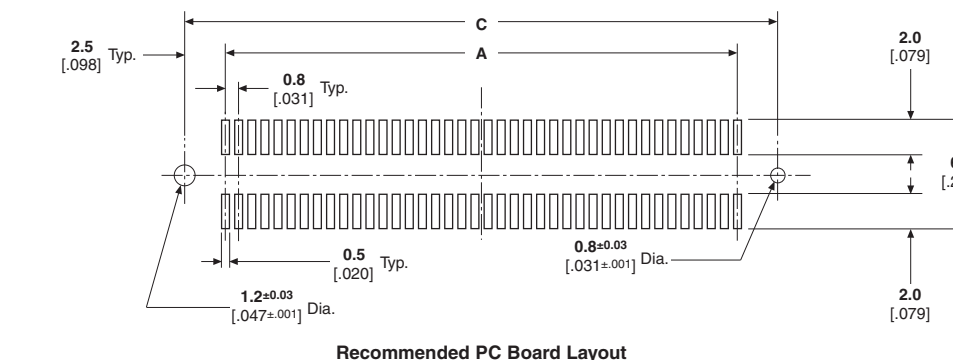 C
2.5 Typ.
[.098]
A
2.0
[.079]
0.8 Typ.
[.031]
0.5 Typ.
[.020]
0.8±0.03 Dia.
[.031±.001]
1.2±0.03 Dia.
[.047±.001]
2.0
[.079]
Recommended PC Board Layout